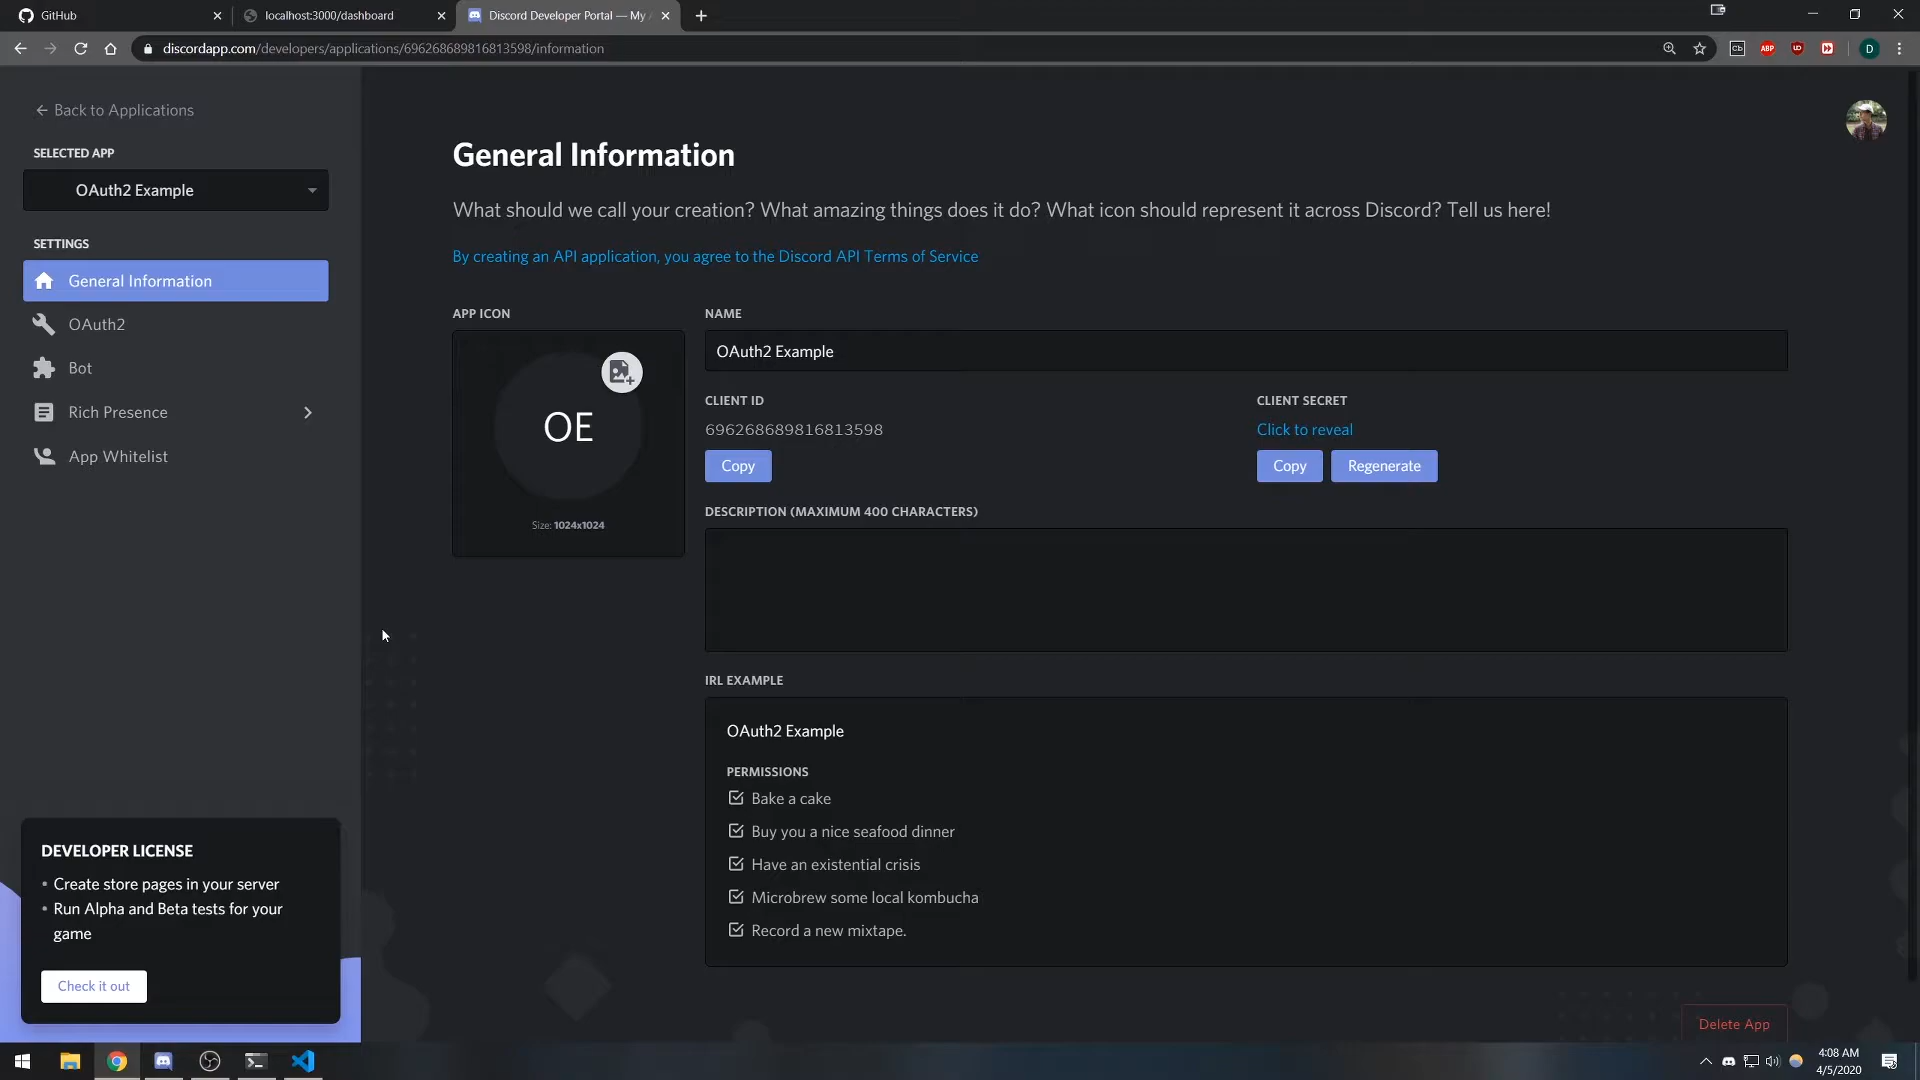 GitHub
localhost:3000/dashboard
Discord Developer Portal — My
discordapp.com/developers/applications/696268689816813598/information
Cb
ABP
UD
D
Back to Applications
SELECTED APP
OAuth2 Example
SETTINGS
General Information
OAuth2
Bot
Rich Presence
App Whitelist
DEVELOPER LICENSE
• Create store pages in your server
• Run Alpha and Beta tests for your
game
Check it out
General Information
What should we call your creation? What amazing things does it do? What icon should represent it across Discord? Tell us here!
By creating an API application, you agree to the Discord API Terms of Service
APP ICON
OE
Size: 1024x1024
NAME
OAuth2 Example
CLIENT ID
696268689816813598
Copy
CLIENT SECRET
Click to reveal
Copy
Regenerate
DESCRIPTION (MAXIMUM 400 CHARACTERS)
IRL EXAMPLE
OAuth2 Example
PERMISSIONS
Bake a cake
Buy you a nice seafood dinner
Have an existential crisis
Microbrew some local kombucha
Record a new mixtape.
Delete App
4:08 AM
4/5/2020